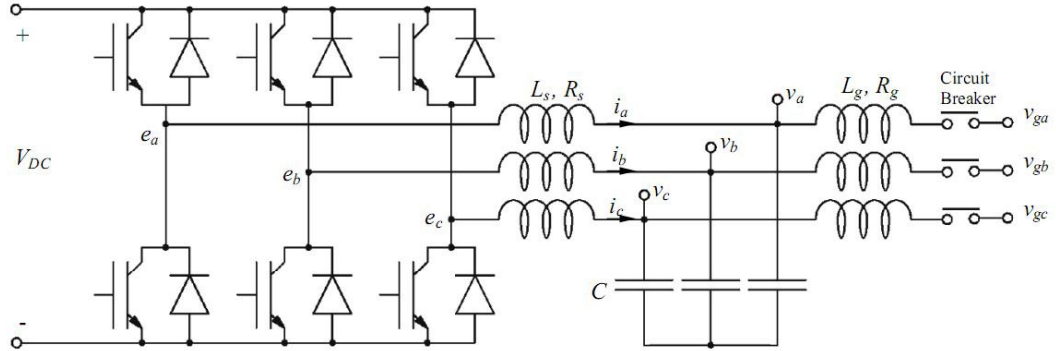 +
V_DC
-
e_a
e_b
e_c
L_s, R_s
i_a
i_b
i_c
v_a
v_b
v_c
C
L_g, R_g
Circuit
Breaker
v_ga
v_gb
v_gc